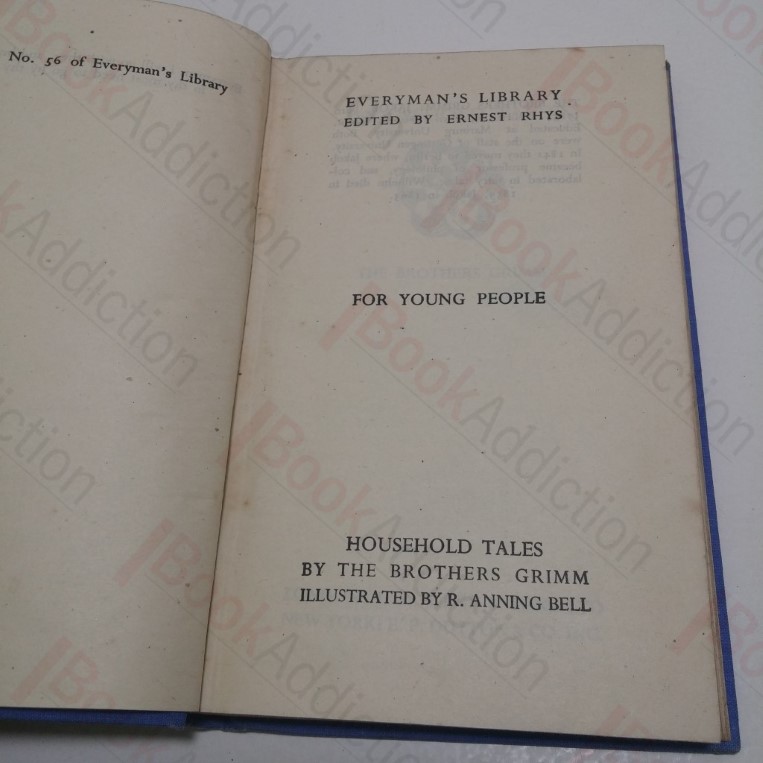 No. 56 of Everyman's Library
EVERYMAN'S LIBRARY
EDITED BY ERNEST RHYS
FOR YOUNG PEOPLE
HOUSEHOLD TALES
BY THE BROTHERS GRIMM
ILLUSTRATED BY R. ANNING BELL
BookAddiction